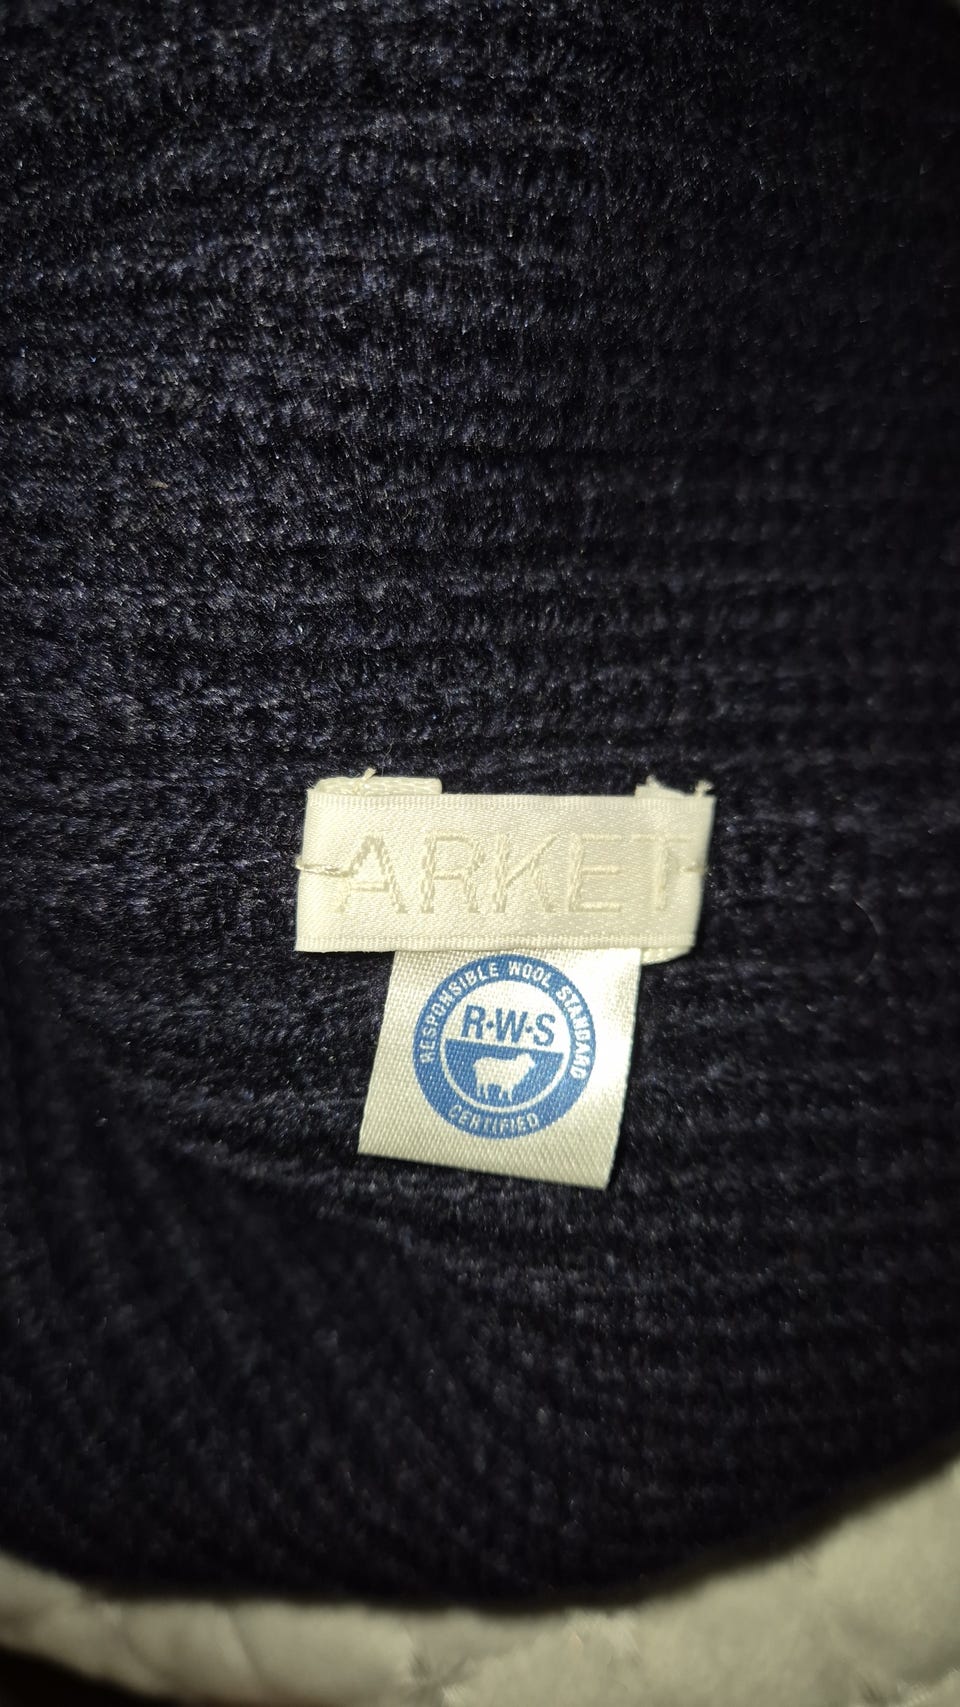 ARKET
RESPONSIBLE WOOL STANDARD
R·W·S
CERTIFIED